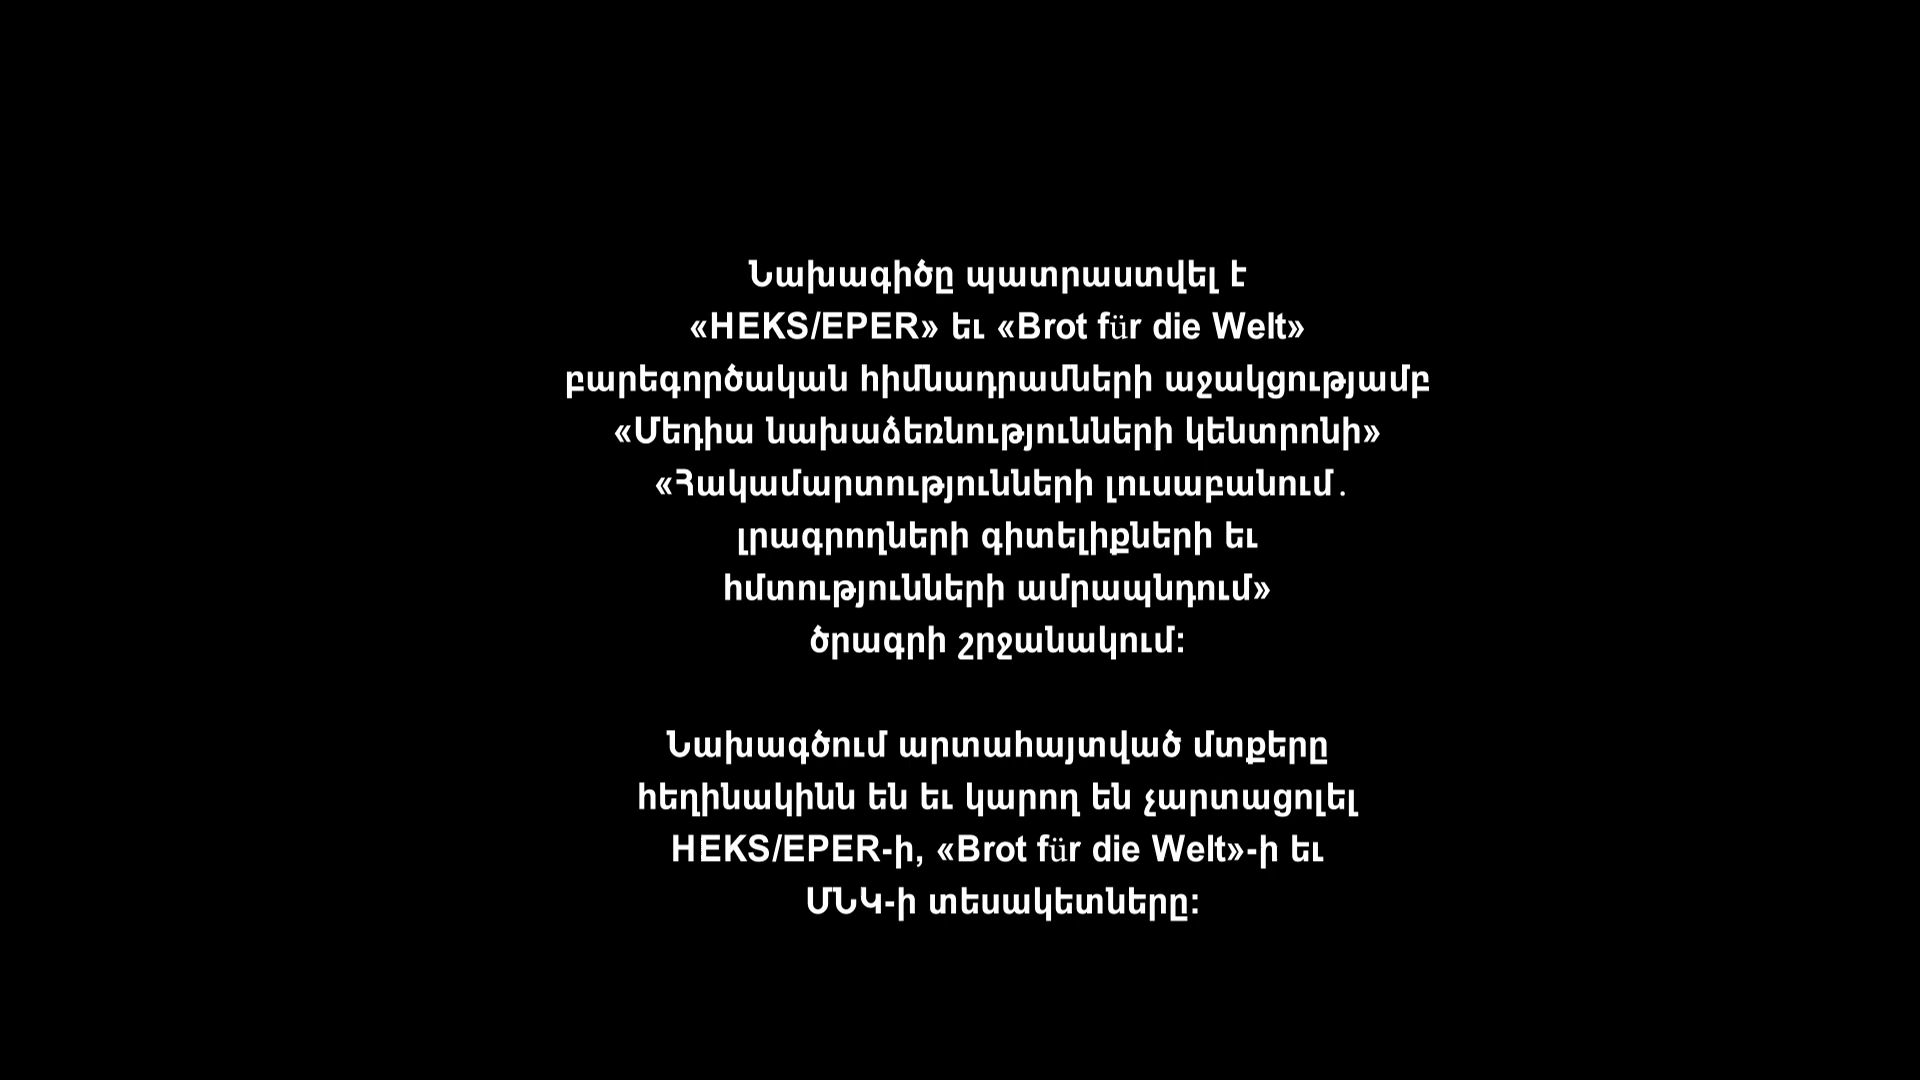 Նախագիծը պատրաստվել է
«HEKS/EPER» եւ «Brot für die Welt»
բարեգործական հիմնադրամների աջակցությամբ
«Մեդիա նախաձեռնությունների կենտրոնի»
«Հակամարտությունների լուսաբանում․
լրագրողների գիտելիքների եւ
հմտությունների ամրապնդում»
ծրագրի շրջանակում:
Նախագծում արտահայտված մտքերը
հեղինակինն են եւ կարող են չարտացոլել
HEKS/EPER-ի, «Brot für die Welt»-ի եւ
ՄՆԿ-ի տեսակետները: